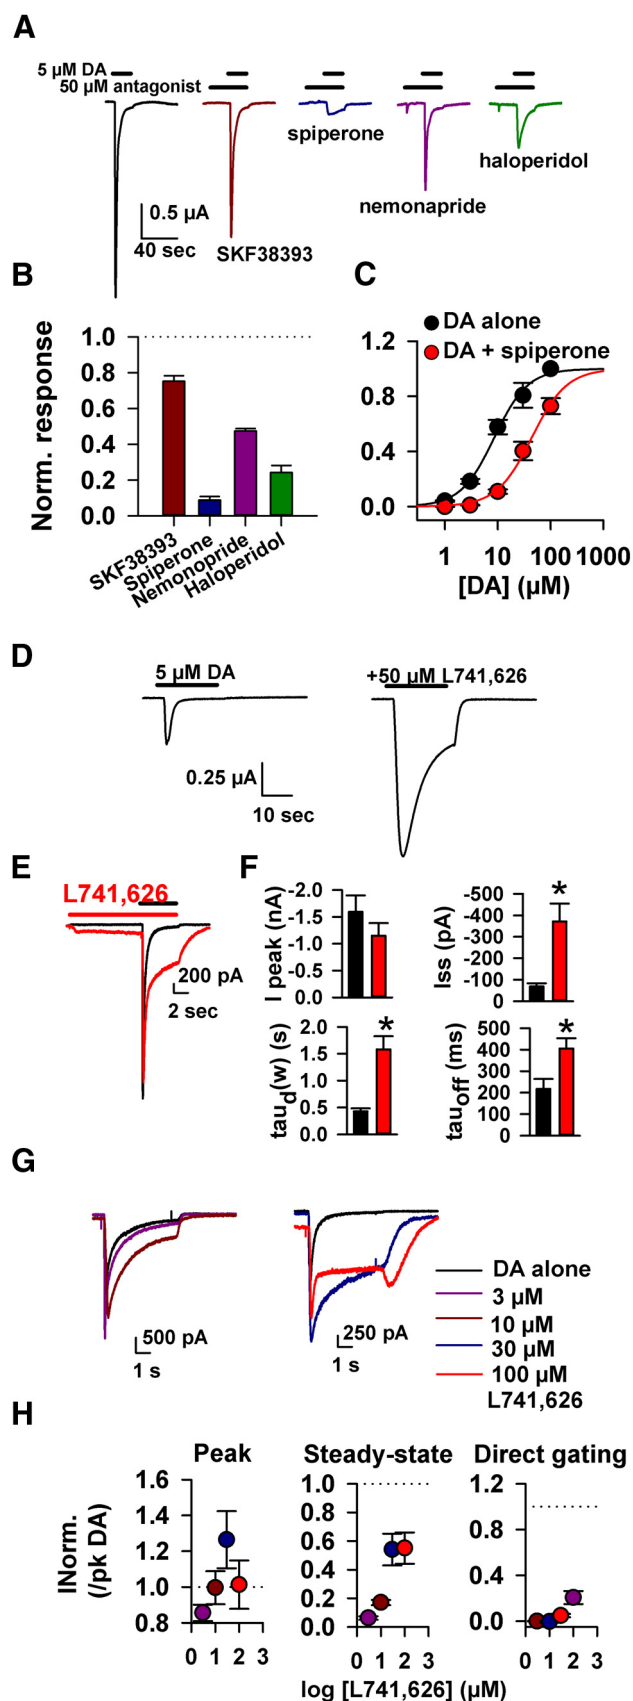 A
5 µM DA
50 µM antagonist
spiperone
haloperidol
nemonapride
0.5 µA
40 sec
SKF38393
B
Norm. response
1.0
0.8
0.6
0.4
0.2
0.0
SKF38393
Spiperone
Nemonopride
Haloperidol
C
DA alone
DA + spiperone
1.2
0.8
0.4
0.0
1 10 100 1000
[DA] (µM)
D
5 µM DA
+50 µM L741,626
0.25 µA
10 sec
E
L741,626
200 pA
2 sec
F
I peak (nA)
-2.0
-1.5
-1.0
-0.5
0.0
Iss (pA)
-500
-400
-300
-200
-100
0
*
taud(w) (s)
2.0
1.5
1.0
0.5
0.0
*
tauoff (ms)
500
400
300
200
100
0
*
G
500 pA
1 s
250 pA
1 s
DA alone
3 µM
10 µM
30 µM
100 µM
L741,626
H
Peak
INorm.
(/pk DA)
1.6
1.4
1.2
1.0
0.8
0 1 2 3
Steady-state
1.0
0.8
0.6
0.4
0.2
0.0
0 1 2 3
Direct gating
1.2
0.8
0.4
0.0
0 1 2 3
log [L741,626] (µM)